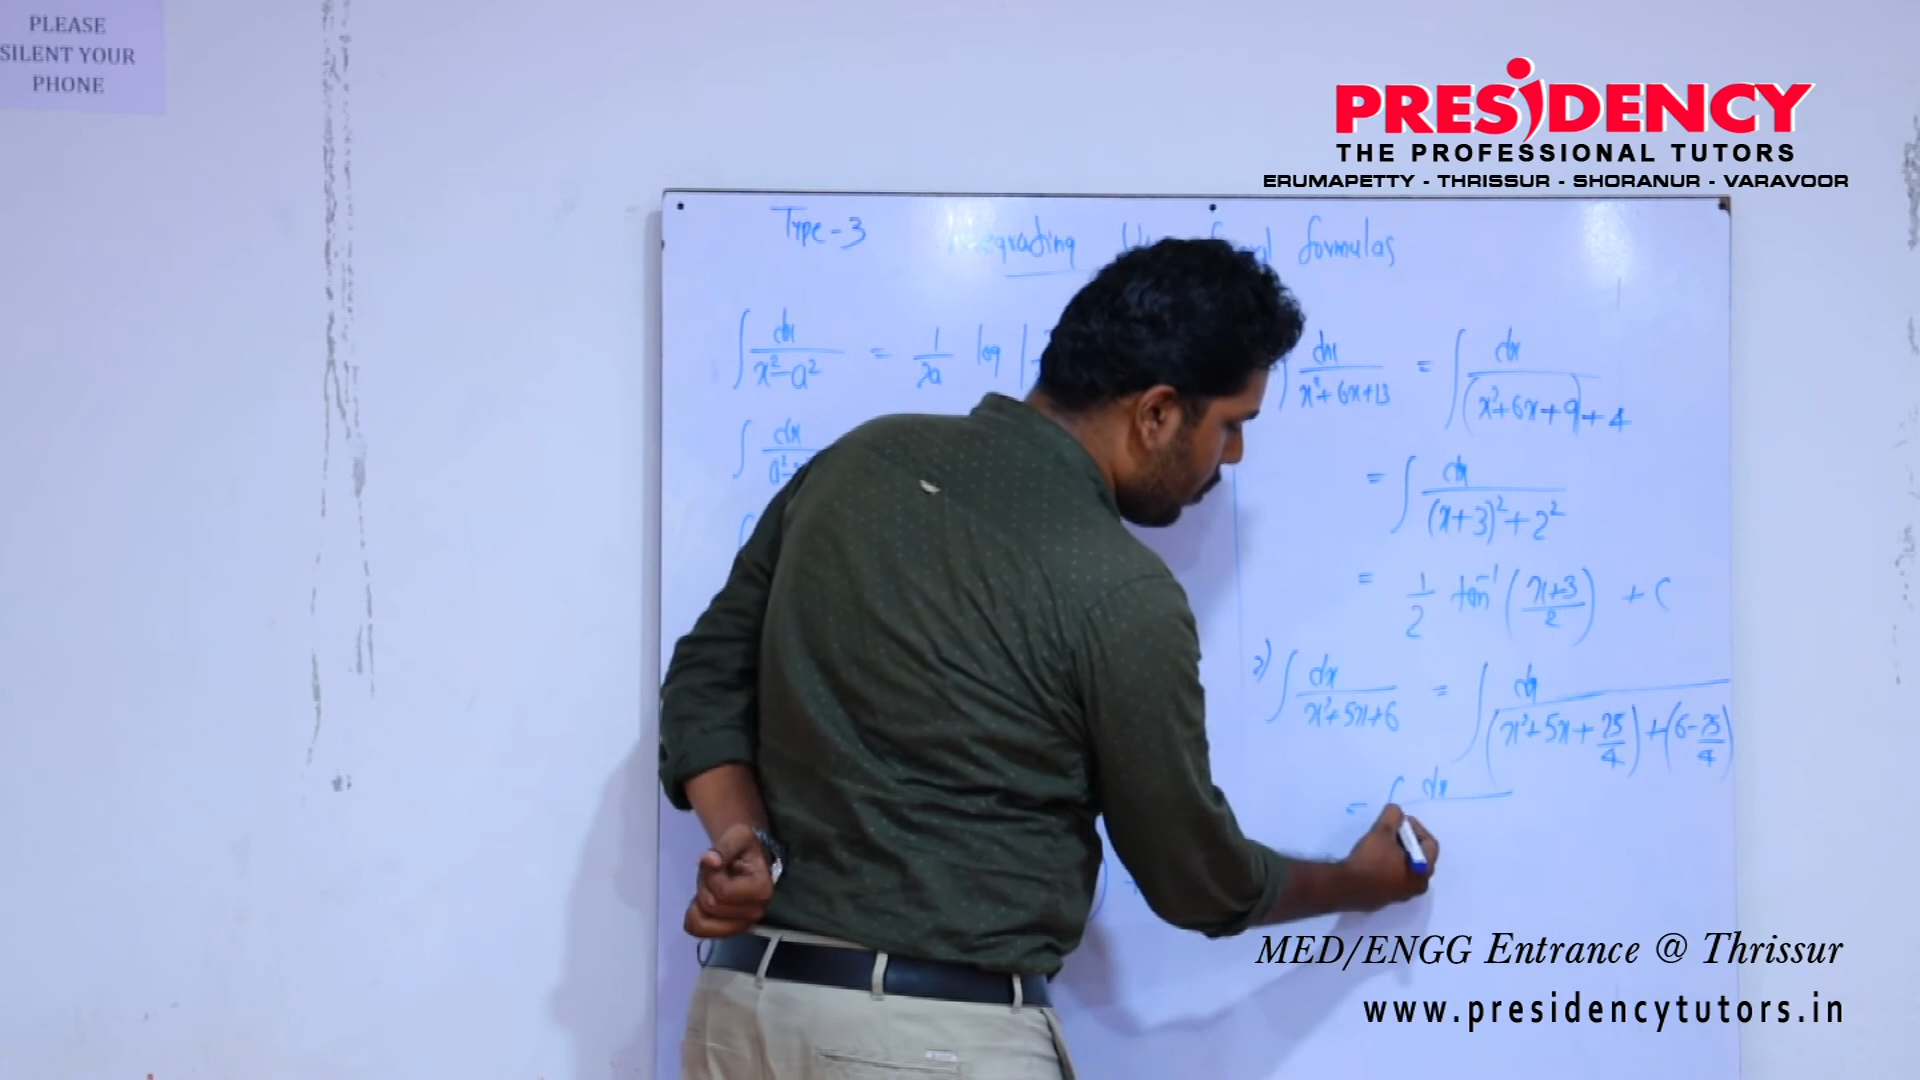 PLEASE
SILENT YOUR
PHONE
PRESiDENCY
THE PROFESSIONAL TUTORS
ERUMAPETTY - THRISSUR - SHORANUR - VARAVOOR
Type-3 formulas
∫ dx/(x²-a²) = 1/2a log |
∫ dx/
dx/(x²+6x+13) = ∫ dx/((x²+6x+9)+4)
= ∫ dx/((x+3)²+2²)
= 1/2 tan⁻¹ ((x+3)/2) + C
2) ∫ dx/(x²+5x+6) = ∫ dx/((x²+5x+25/4)+(6-25/4))
= ∫ dx
MED/ENGG Entrance @ Thrissur
www.presidencytutors.in